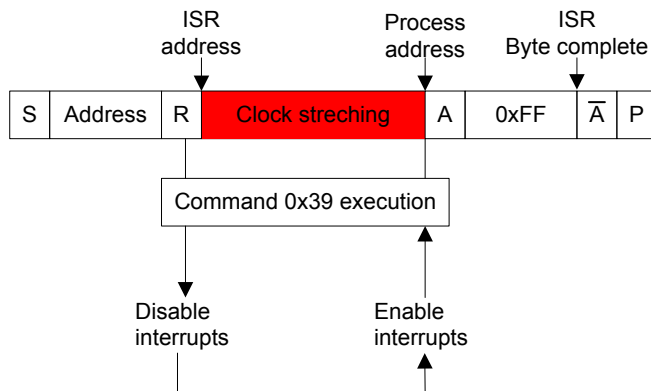 ISR
address
Process
address
ISR
Byte complete
S
Address
R
Clock streching
A
0xFF
A̅
P
Command 0x39 execution
Disable
interrupts
Enable
interrupts